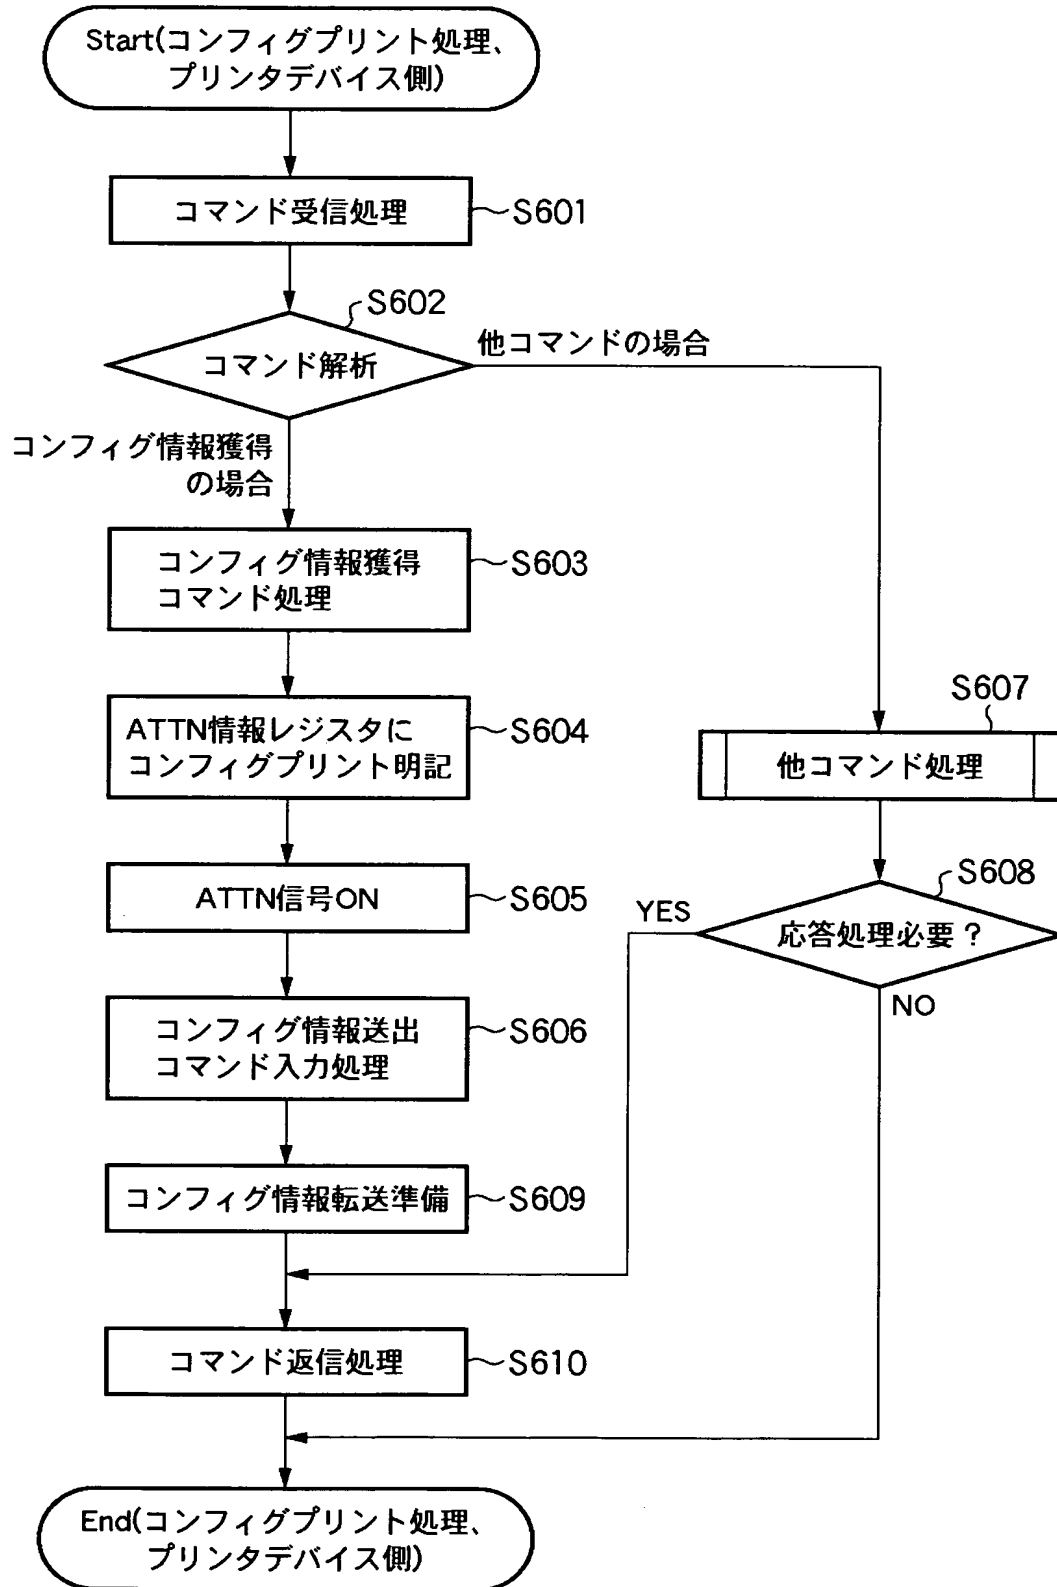 Start(コンフィグプリント処理、
プリンタデバイス側)
コマンド受信処理
S601
S602
コマンド解析
他コマンドの場合
コンフィグ情報獲得
の場合
コンフィグ情報獲得
コマンド処理
S603
ATTN情報レジスタに
コンフィグプリント明記
S604
S607
他コマンド処理
ATTN信号ON
S605
S608
応答処理必要？
YES
NO
コンフィグ情報送出
コマンド入力処理
S606
コンフィグ情報転送準備
S609
コマンド返信処理
S610
End(コンフィグプリント処理、
プリンタデバイス側)